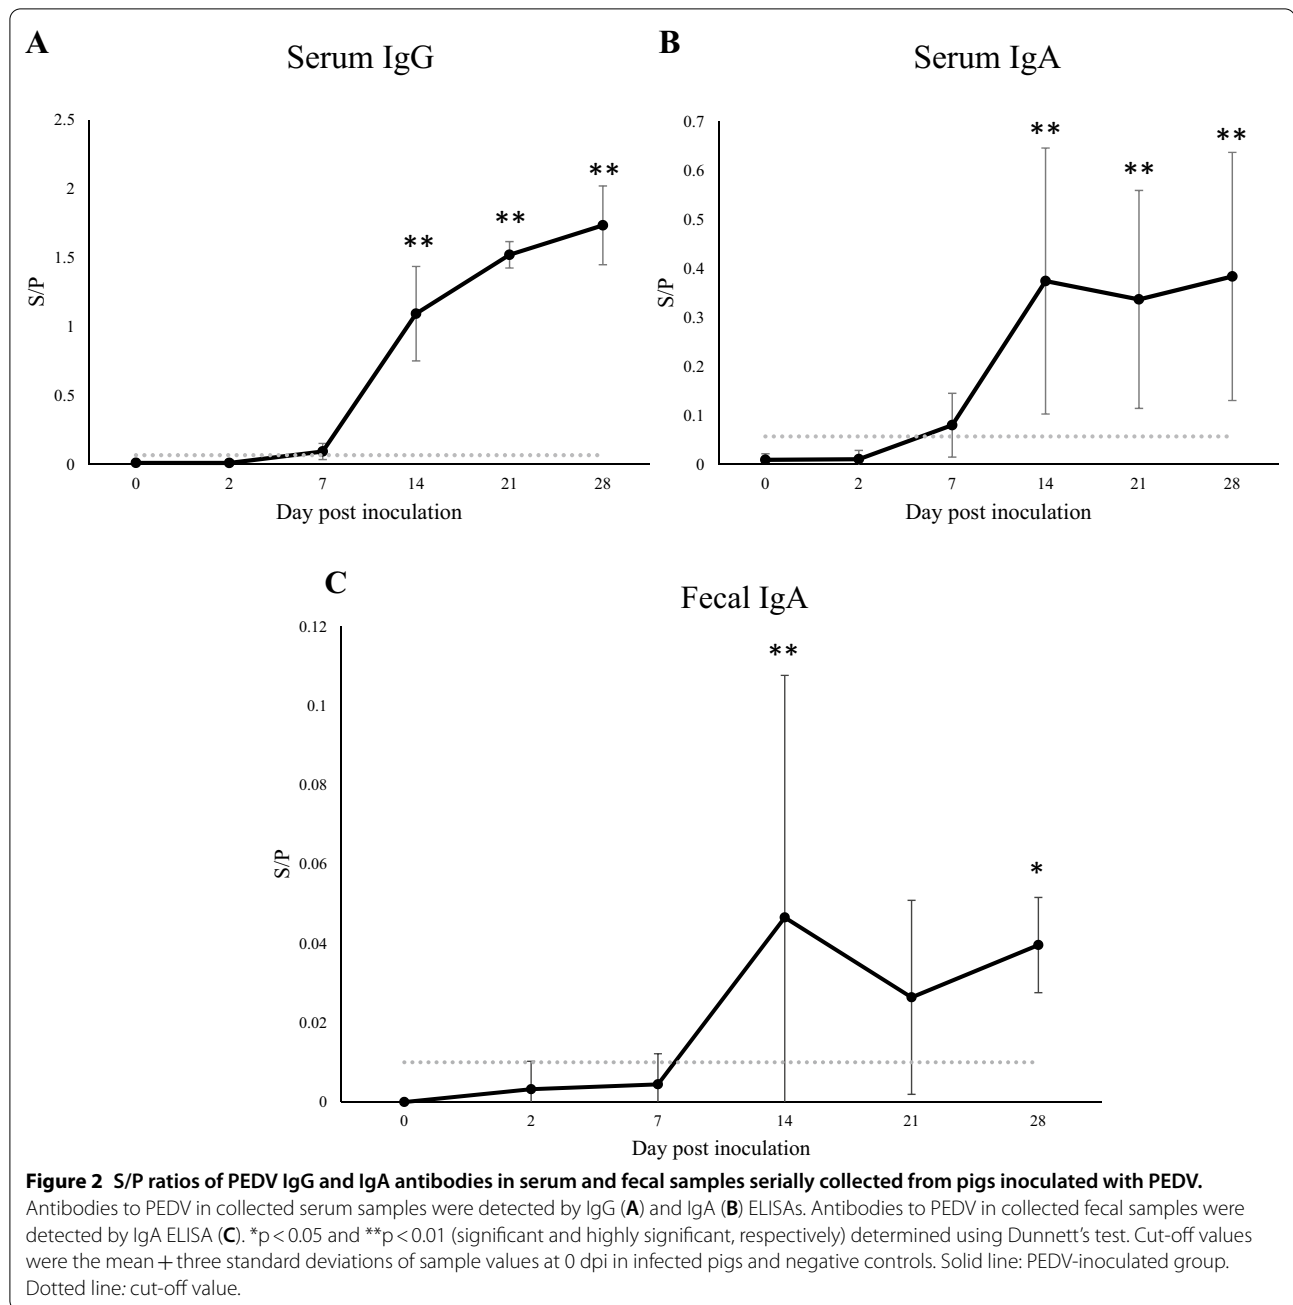 A
Serum IgG
2.5
2
1.5
1
0.5
0
S/P
** ** **
0 2 7 14 21 28
Day post inoculation
B
Serum IgA
0.7
0.6
0.5
0.4
0.3
0.2
0.1
0
S/P
** ** **
0 2 7 14 21 28
Day post inoculation
C
Fecal IgA
0.12
0.1
0.08
0.06
0.04
0.02
0
S/P
** *
0 2 7 14 21 28
Day post inoculation
Figure 2 S/P ratios of PEDV IgG and IgA antibodies in serum and fecal samples serially collected from pigs inoculated with PEDV.
Antibodies to PEDV in collected serum samples were detected by IgG (A) and IgA (B) ELISAs. Antibodies to PEDV in collected fecal samples were
detected by IgA ELISA (C). *p < 0.05 and **p < 0.01 (significant and highly significant, respectively) determined using Dunnett's test. Cut-off values
were the mean + three standard deviations of sample values at 0 dpi in infected pigs and negative controls. Solid line: PEDV-inoculated group.
Dotted line: cut-off value.